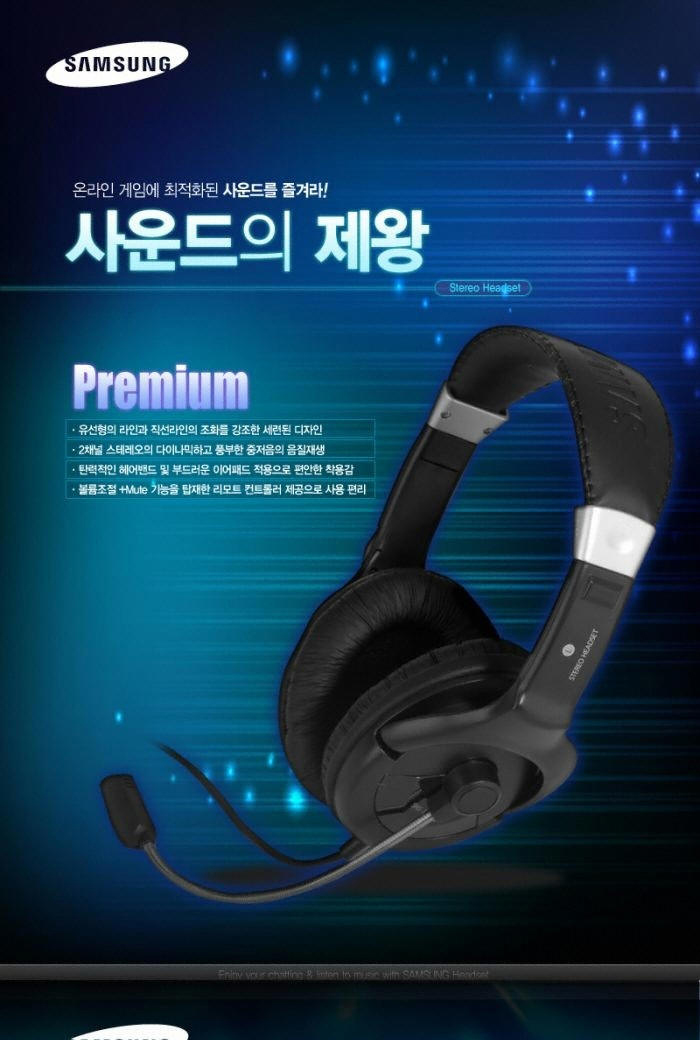 SAMSUNG
온라인 게임에 최적화된 사운드를 즐겨라!
사운드의 제왕
Stereo Headset
Premium
· 유선형의 라인과 직선라인의 조화를 강조한 세련된 디자인
· 2채널 스테레오의 다이나믹하고 풍부한 중저음의 음질재생
· 탄력적인 헤어밴드 및 부드러운 이어패드 적용으로 편안한 착용감
· 볼륨조절 +Mute 기능을 탑재한 리모트 컨트롤러 제공으로 사용 편리
L STEREO HEADSET
Enjoy your chatting & listen to music with SAMSUNG Headset
SAMSUNG